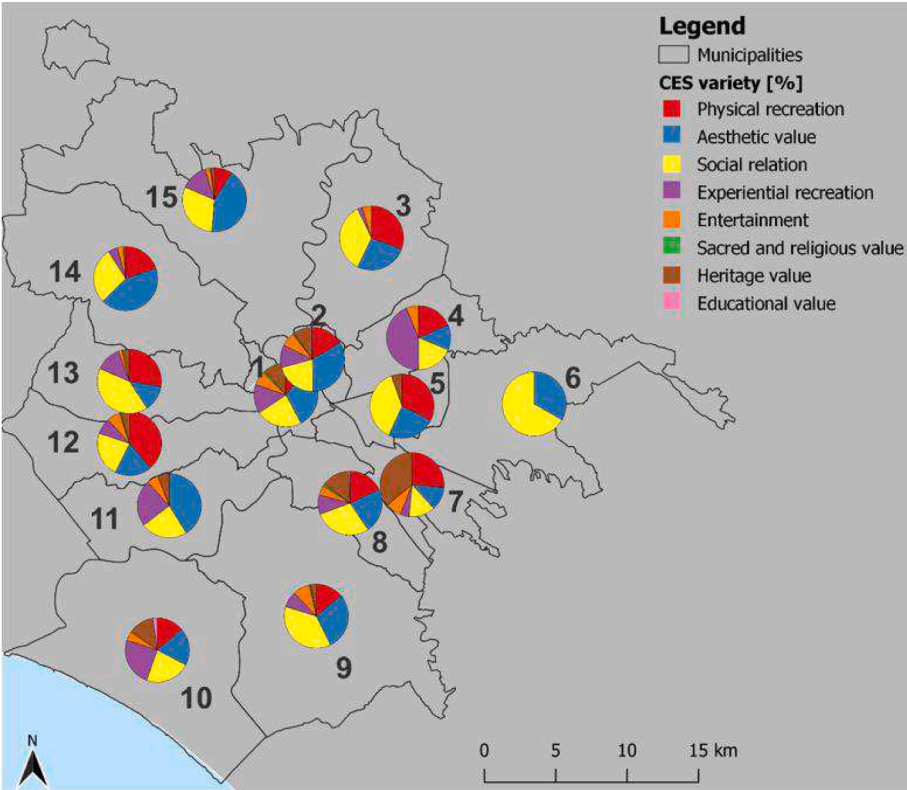 Legend
Municipalities
CES variety [%]
Physical recreation
Aesthetic value
Social relation
Experiential recreation
Entertainment
Sacred and religious value
Heritage value
Educational value
15
3
14
2
4
13
1
5
6
12
11
7
8
9
10
N
0 5 10 15 km